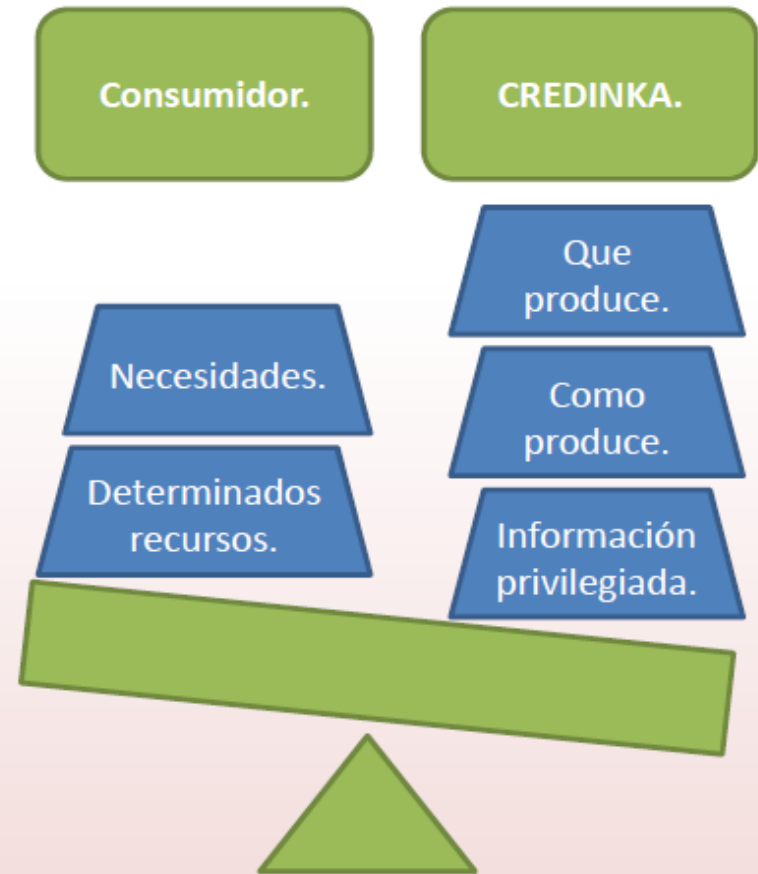 Consumidor.
CREDINKA.
Necesidades.
Determinados
recursos.
Que
produce.
Como
produce.
Información
privilegiada.